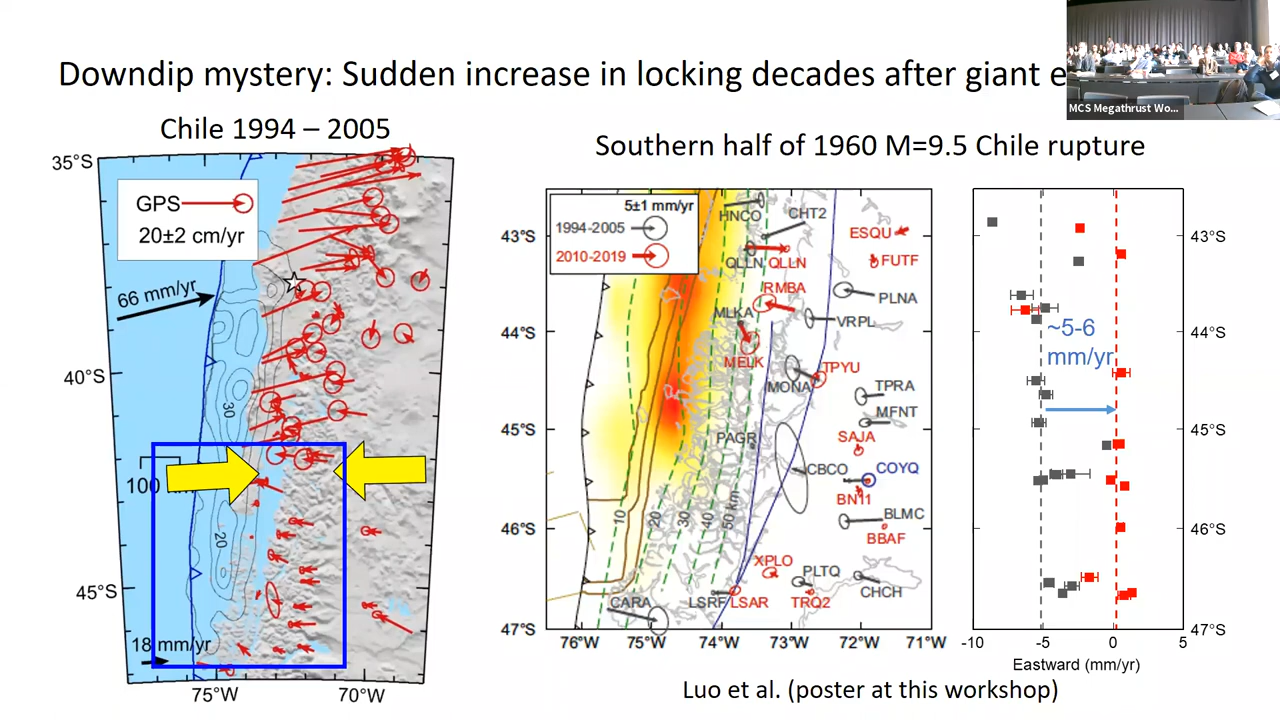 Downdip mystery: Sudden increase in locking decades after giant e
MCS Megathrust Wo...
Chile 1994 – 2005
35°S
GPS
20±2 cm/yr
66 mm/yr
40°S
30
100
20
45°S
18 mm/yr
75°W
70°W
Southern half of 1960 M=9.5 Chile rupture
5±1 mm/yr
1994-2005
2010-2019
HNCO
CHT2
ESQU
43°S
QLLN
QLLN
FUTF
RMBA
PLNA
MLKA
VRPL
44°S
MELK
TPYU
MONA
TPRA
MFNT
45°S
PAGR
SAJA
CBCO
COYQ
BN11
10
20
30
40
50 km
BLMC
46°S
BBAF
XPLO
PLTQ
CHCH
CARA
LSRF
LSAR
TRQ2
47°S
76°W
75°W
74°W
73°W
72°W
71°W
43°S
44°S
~5-6
mm/yr
45°S
46°S
47°S
-10
-5
0
5
Eastward (mm/yr)
Luo et al. (poster at this workshop)